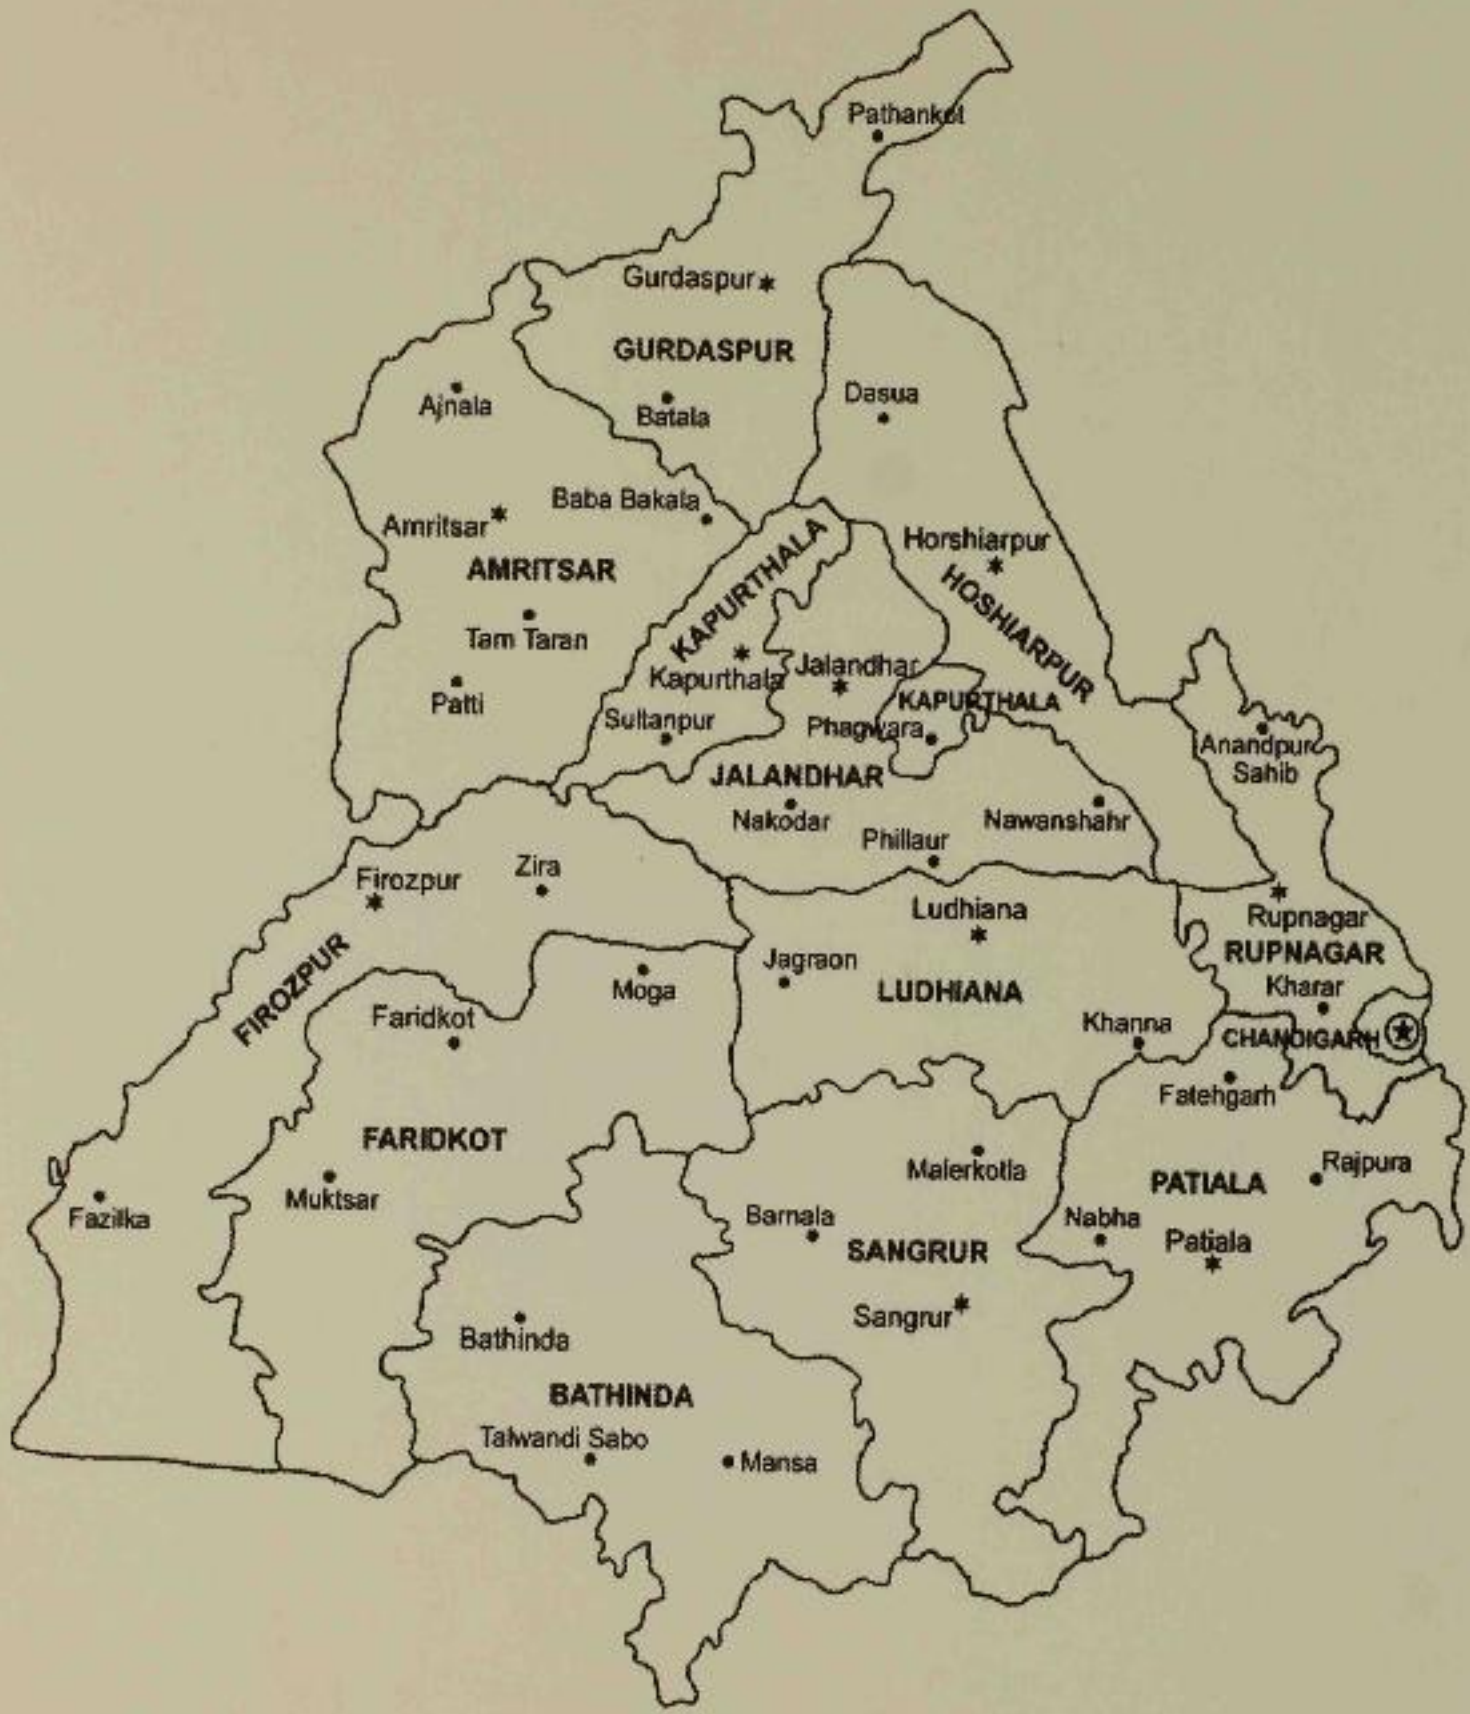 Pathankot
Gurdaspur
GURDASPUR
Ajnala
Batala
Dasua
Amritsar
Baba Bakala
AMRITSAR
KAPURTHALA
Horshiarpur
HOSHIARPUR
Tam Taran
Patti
Kapurthala
Jalandhar
KAPURTHALA
Sultanpur
Phagwara
Anandpur
Sahib
JALANDHAR
Nakodar
Phillaur
Nawanshahr
Firozpur
Zira
FIROZPUR
Ludhiana
Rupnagar
RUPNAGAR
Jagraon
LUDHIANA
Moga
Kharar
Faridkot
Khanna
CHANDIGARH
Fatehgarh
FARIDKOT
Muktsar
Fazilka
Malerkotla
PATIALA
Rajpura
Barnala
SANGRUR
Nabha
Patiala
Sangrur
Bathinda
BATHINDA
Talwandi Sabo
Mansa